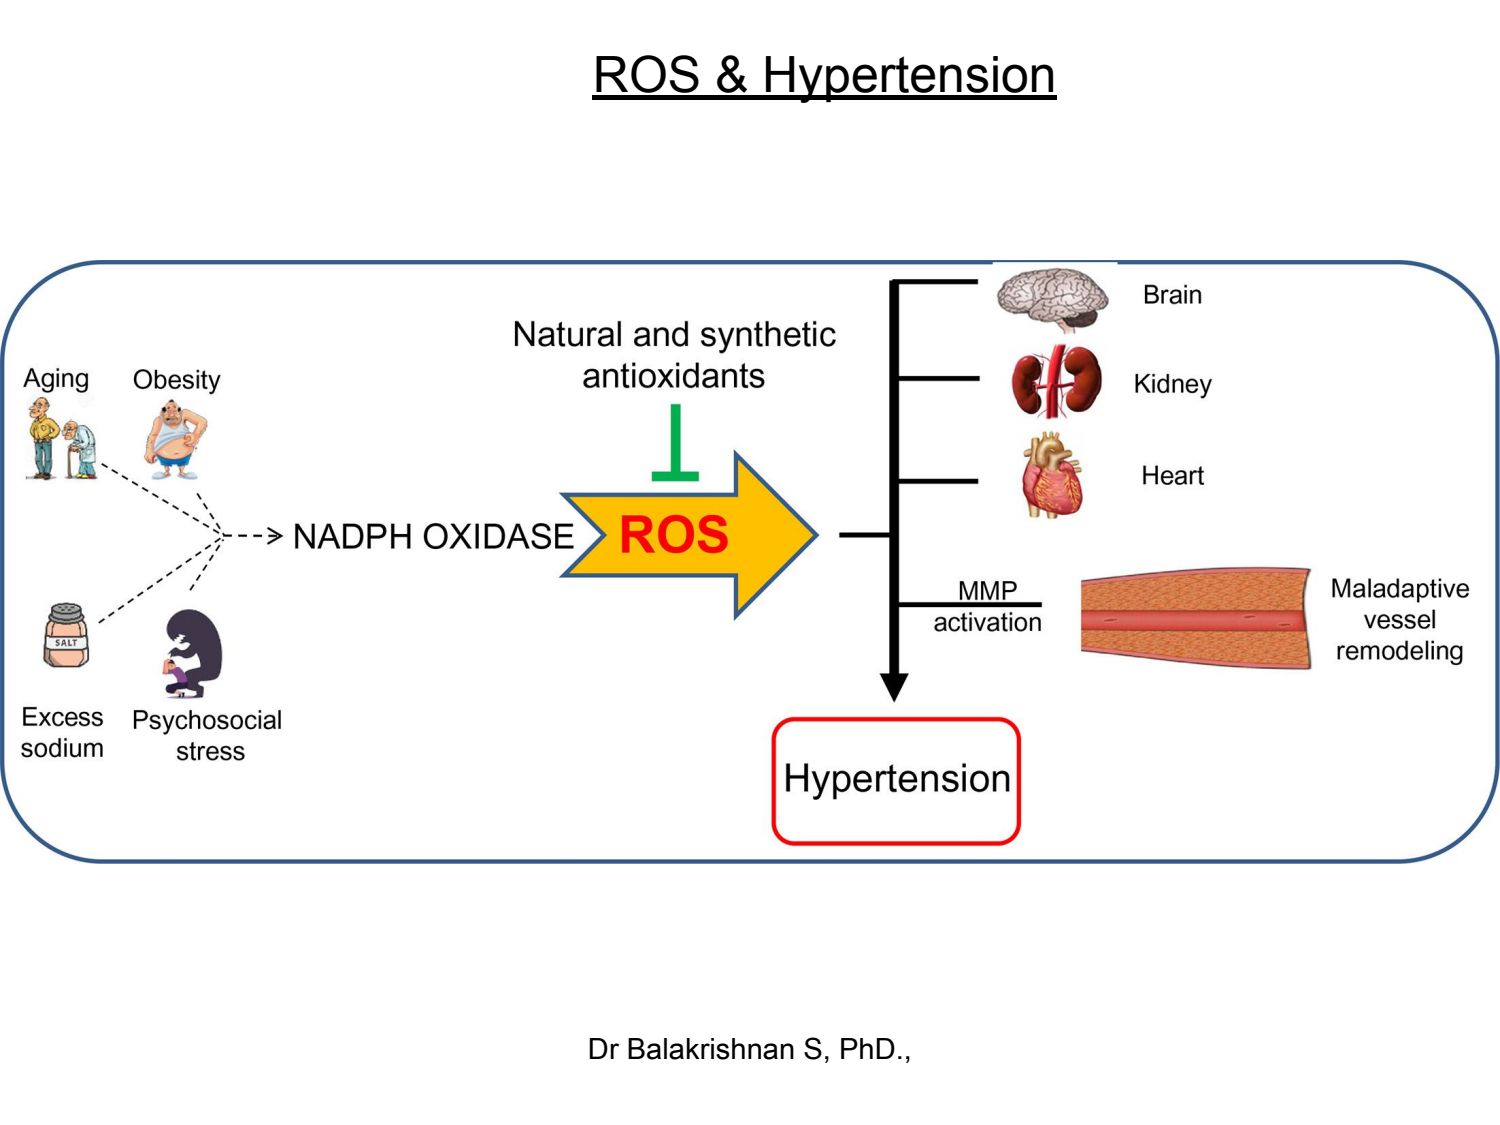 ROS & Hypertension
Natural and synthetic
antioxidants
Aging
Obesity
NADPH OXIDASE
ROS
SALT
Excess
sodium
Psychosocial
stress
Brain
Kidney
Heart
MMP
activation
Maladaptive
vessel
remodeling
Hypertension
Dr Balakrishnan S, PhD.,